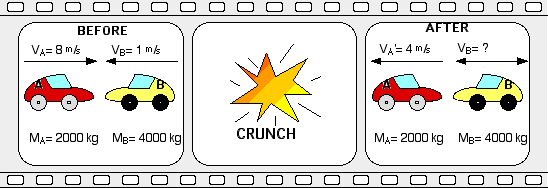 BEFORE
VA= 8 m/s VB= 1 m/s
A B
MA= 2000 kg MB= 4000 kg
CRUNCH
AFTER
VA'= 4 m/s VB= ?
A B
MA= 2000 kg MB= 4000 kg